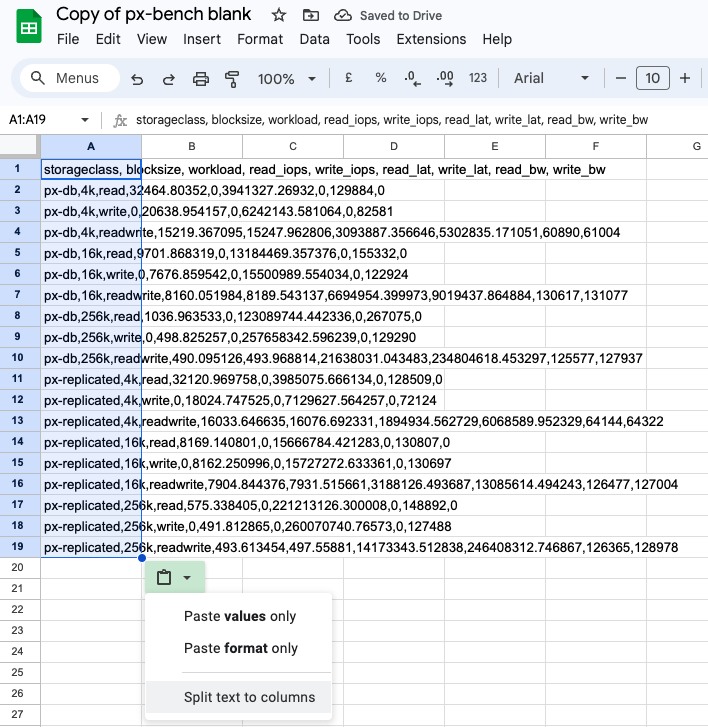 Copy of px-bench blank Saved to Drive
File Edit View Insert Format Data Tools Extensions Help
Menus 100% £ % .0 .00 123 Arial 10
A1:A19 fx storageclass, blocksize, workload, read_iops, write_iops, read_lat, write_lat, read_bw, write_bw
A B C D E F G
1 storageclass, blocksize, workload, read_iops, write_iops, read_lat, write_lat, read_bw, write_bw
2 px-db,4k,read,32464.80352,0,3941327.26932,0,129884,0
3 px-db,4k,write,0,20638.954157,0,6242143.581064,0,82581
4 px-db,4k,readwrite,15219.367095,15247.962806,3093887.356646,5302835.171051,60890,61004
5 px-db,16k,read,9701.868319,0,13184469.357376,0,155332,0
6 px-db,16k,write,0,7676.859542,0,15500989.554034,0,122924
7 px-db,16k,readwrite,8160.051984,8189.543137,6694954.399973,9019437.864884,130617,131077
8 px-db,256k,read,1036.963533,0,123089744.442336,0,267075,0
9 px-db,256k,write,0,498.825257,0,257658342.596239,0,129290
10 px-db,256k,readwrite,490.095126,493.968814,21638031.043483,234804618.453297,125577,127937
11 px-replicated,4k,read,32120.969758,0,3985075.666134,0,128509,0
12 px-replicated,4k,write,0,18024.747525,0,7129627.564257,0,72124
13 px-replicated,4k,readwrite,16033.646635,16076.692331,1894934.562729,6068589.952329,64144,64322
14 px-replicated,16k,read,8169.140801,0,15666784.421283,0,130807,0
15 px-replicated,16k,write,0,8162.250996,0,15727272.633361,0,130697
16 px-replicated,16k,readwrite,7904.844376,7931.515661,3188126.493687,13085614.494243,126477,127004
17 px-replicated,256k,read,575.338405,0,221213126.300008,0,148892,0
18 px-replicated,256k,write,0,491.812865,0,260070740.76573,0,127488
19 px-replicated,256k,readwrite,493.613454,497.55881,14173343.512838,246408312.746867,126365,128978
20
21
22 Paste values only
23
24 Paste format only
25
26 Split text to columns
27